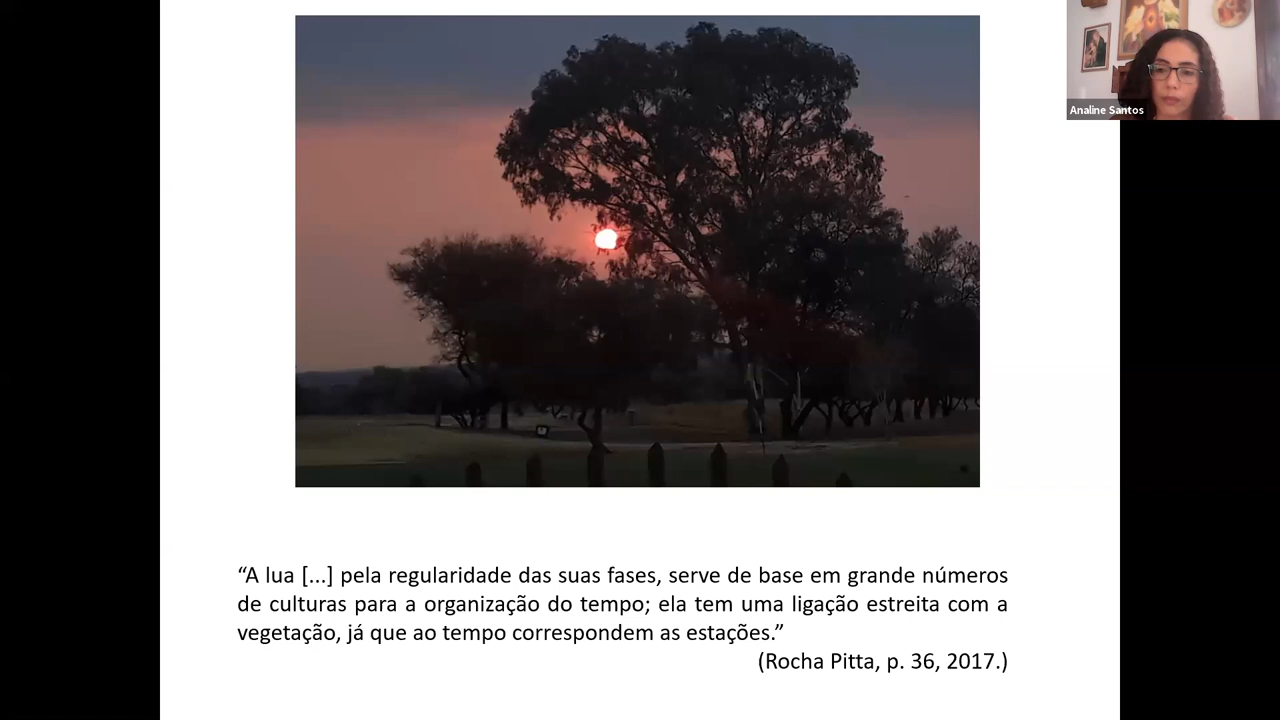 Analine Santos
“A lua [...] pela regularidade das suas fases, serve de base em grande números
de culturas para a organização do tempo; ela tem uma ligação estreita com a
vegetação, já que ao tempo correspondem as estações.”
(Rocha Pitta, p. 36, 2017.)